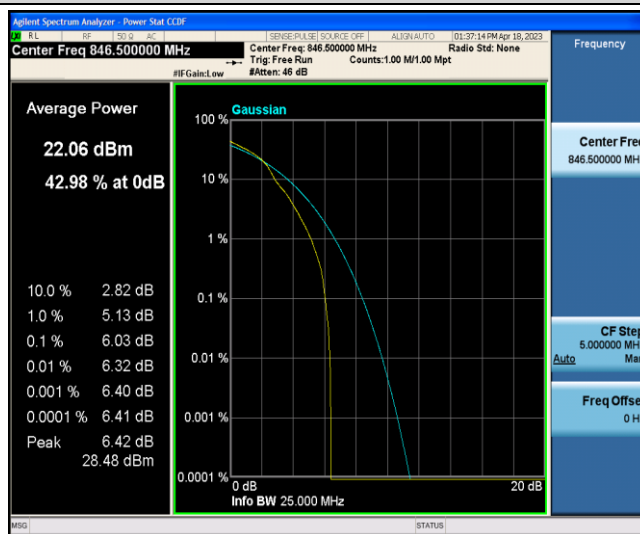 Agilent Spectrum Analyzer - Power Stat CCDF
RL RF 50 Ω AC SENSE:PULSE SOURCE OFF ALIGN AUTO 01:37:14 PM Apr 18, 2023
Center Freq 846.500000 MHz
Center Freq: 846.500000 MHz Radio Std: None
Trig: Free Run Counts:1.00 M/1.00 Mpt
#IFGain:Low #Atten: 46 dB
Frequency
Average Power
22.06 dBm
42.98 % at 0dB
10.0 % 2.82 dB
1.0 % 5.13 dB
0.1 % 6.03 dB
0.01 % 6.32 dB
0.001 % 6.40 dB
0.0001 % 6.41 dB
Peak 6.42 dB
28.48 dBm
Gaussian
100 %
10 %
1 %
0.1 %
0.01 %
0.001 %
0.0001 %
0 dB 20 dB
Info BW 25.000 MHz
Center Fre
846.500000 MH
CF Step
5.000000 MH
Auto Ma
Freq Offse
0 H
MSG STATUS